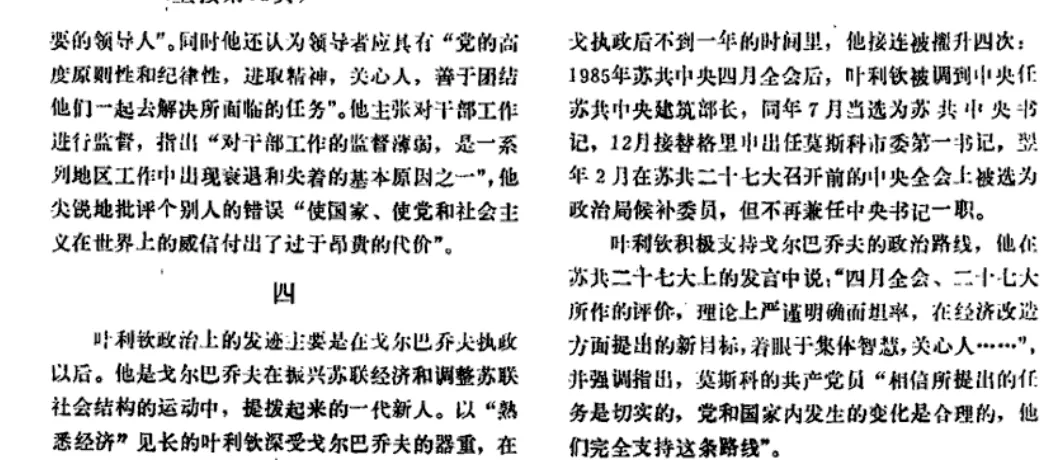 要的领导人”。同时他还认为领导者应具有“党的高
度原则性和纪律性，进取精神，关心人，善于团结
他们一起去解决所面临的任务”。他主张对干部工作
进行监督，指出“对干部工作的监督薄弱，是一系
列地区工作中出现衰退和失着的基本原因之一”，他
尖锐地批评个别人的错误“使国家、使党和社会主
义在世界上的威信付出了过于昂贵的代价”。
四
叶利钦政治上的发迹主要是在戈尔巴乔夫执政
以后。他是戈尔巴乔夫在振兴苏联经济和调整苏联
社会结构的运动中，提拨起来的一代新人。以“熟
悉经济”见长的叶利钦深受戈尔巴乔夫的器重，在
戈执政后不到一年的时间里，他接连被擢升四次：
1985年苏共中央四月全会后，叶利钦被调到中央任
苏共中央建筑部长，同年7月当选为苏共中央书
记，12月接替格里申出任莫斯科市委第一书记，翌
年2月在苏共二十七大召开前的中央全会上被选为
政治局候补委员，但不再兼任中央书记一职。
叶利钦积极支持戈尔巴乔夫的政治路线，他在
苏共二十七大上的发言中说：“四月全会、二十七大
所作的评价，理论上严谨明确而坦率，在经济改造
方面提出的新目标，着眼于集体智慧，关心人……”，
并强调指出，莫斯科的共产党员“相信所提出的任
务是切实的，党和国家内发生的变化是合理的，他
们完全支持这条路线”。